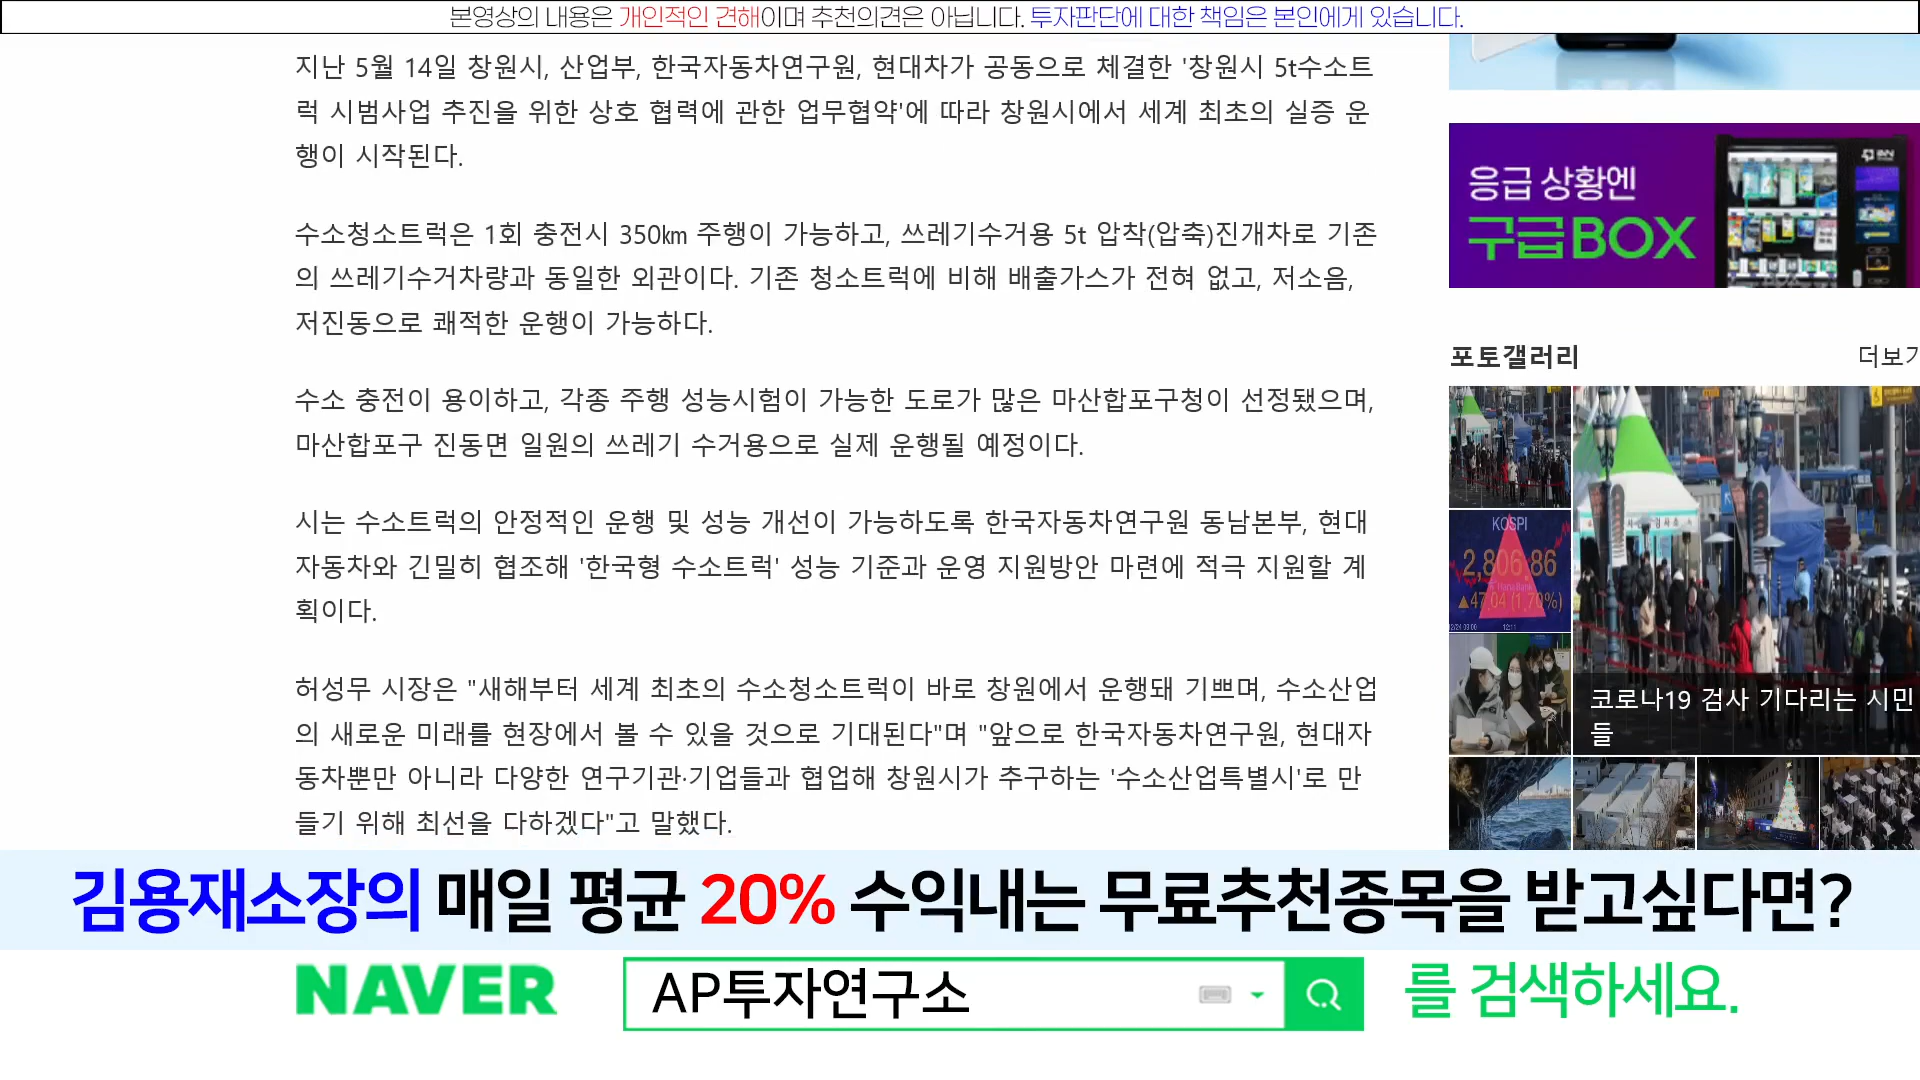 본영상의 내용은 개인적인 견해이며 추천의견은 아닙니다. 투자판단에 대한 책임은 본인에게 있습니다.
지난 5월 14일 창원시, 산업부, 한국자동차연구원, 현대차가 공동으로 체결한 '창원시 5t수소트
럭 시범사업 추진을 위한 상호 협력에 관한 업무협약'에 따라 창원시에서 세계 최초의 실증 운
행이 시작된다.
수소청소트럭은 1회 충전시 350㎞ 주행이 가능하고, 쓰레기수거용 5t 압착(압축)진개차로 기존
의 쓰레기수거차량과 동일한 외관이다. 기존 청소트럭에 비해 배출가스가 전혀 없고, 저소음,
저진동으로 쾌적한 운행이 가능하다.
수소 충전이 용이하고, 각종 주행 성능시험이 가능한 도로가 많은 마산합포구청이 선정됐으며,
마산합포구 진동면 일원의 쓰레기 수거용으로 실제 운행될 예정이다.
시는 수소트럭의 안정적인 운행 및 성능 개선이 가능하도록 한국자동차연구원 동남본부, 현대
자동차와 긴밀히 협조해 '한국형 수소트럭' 성능 기준과 운영 지원방안 마련에 적극 지원할 계
획이다.
허성무 시장은 "새해부터 세계 최초의 수소청소트럭이 바로 창원에서 운행돼 기쁘며, 수소산업
의 새로운 미래를 현장에서 볼 수 있을 것으로 기대된다"며 "앞으로 한국자동차연구원, 현대자
동차뿐만 아니라 다양한 연구기관·기업들과 협업해 창원시가 추구하는 '수소산업특별시'로 만
들기 위해 최선을 다하겠다"고 말했다.
응급 상황엔
구급BOX
포토갤러리
더보기
KOSPI
2,806.86
▲47.04 (1.70%)
코로나19 검사 기다리는 시민
들
김용재소장의 매일 평균 20% 수익내는 무료추천종목을 받고싶다면?
NAVER
AP투자연구소
를 검색하세요.